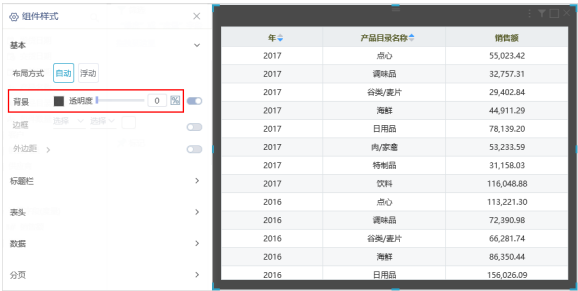 组件样式
基本
布局方式 自动 浮动
背景 透明度 0 %
边框 选择 选择
外边距
标题栏
表头
数据
分页
年 产品目录名称 销售额
2017 点心 55,023.42
2017 调味品 32,757.31
2017 谷类/麦片 29,402.84
2017 海鲜 44,911.29
2017 日用品 78,139.20
2017 肉/家禽 53,233.59
2017 特制品 31,158.03
2017 饮料 116,048.88
2016 点心 113,221.30
2016 调味品 72,390.98
2016 谷类/麦片 66,281.74
2016 海鲜 86,350.44
2016 日用品 156,026.09